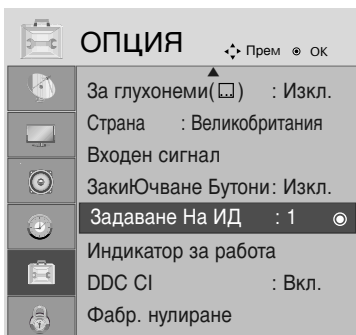 ОПЦИЯ Прем ОК
За глухонеми( ) : Изкл.
Страна : Великобритания
Входен сигнал
ЗакиЮчване Бутони: Изкл.
Задаване На ИД : 1
Индикатор за работа
DDC CI : Вкл.
Фабр. нулиране